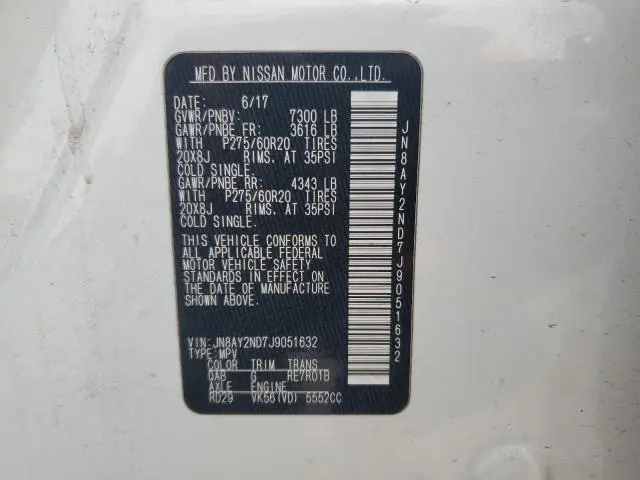 MFD BY NISSAN MOTOR CO.,LTD.
DATE: 6/17
GVWR/PNBV: 7300 LB
GAWR/PNBE FR: 3616 LB
WITH P275/60R20 TIRES
20X8J RIMS. AT 35PSI
COLD SINGLE.
GAWR/PNBE RR: 4343 LB
WITH P275/60R20 TIRES
20X8J RIMS. AT 35PSI
COLD SINGLE.
THIS VEHICLE CONFORMS TO
ALL APPLICABLE FEDERAL
MOTOR VEHICLE SAFETY
STANDARDS IN EFFECT ON
THE DATE OF MANUFACTURE
SHOWN ABOVE.
VIN:JN8AY2ND7J9051632
TYPE:MPV
COLOR TRIM TRANS
QAB G RE7R01B
AXLE ENGINE
RD29 VK56(VD) 5552CC
JN8AY2ND7J9051632